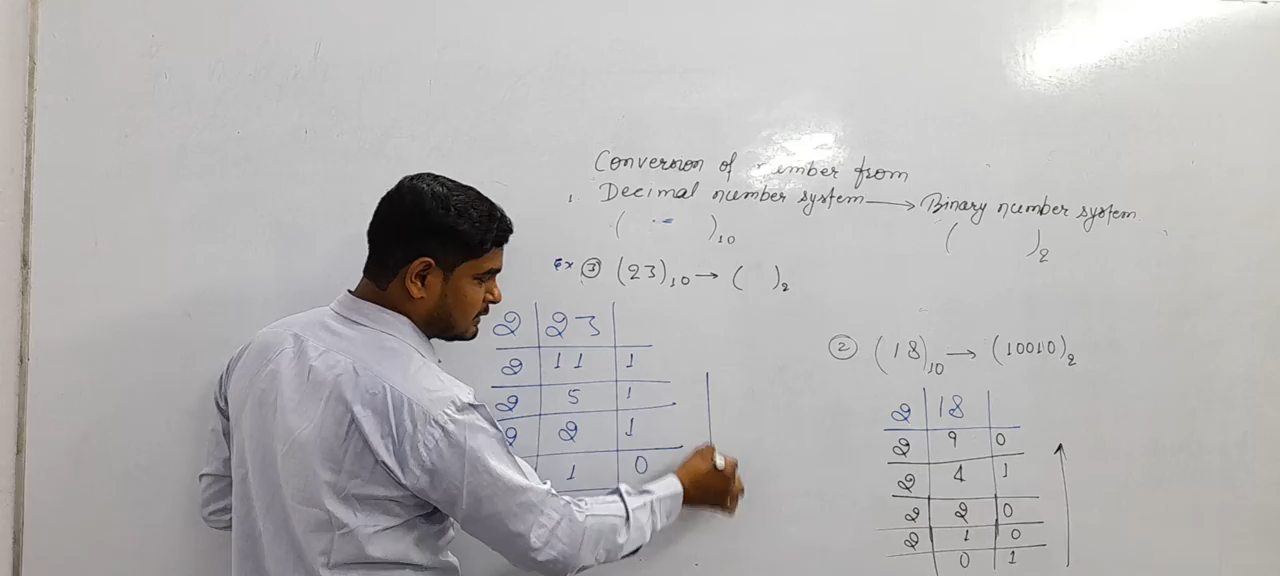 Conversion of number from
1. Decimal number system → Binary number system
( )10 ( )2
Ex ③ (23)10 → ( )2
2 | 23 |
2 | 11 | 1
2 | 5 | 1
2 | 2 | 1
1 | 0
② (18)10 → (10010)2
2 | 18 |
2 | 9 | 0
2 | 4 | 1
2 | 2 | 0
2 | 1 | 0
0 | 1